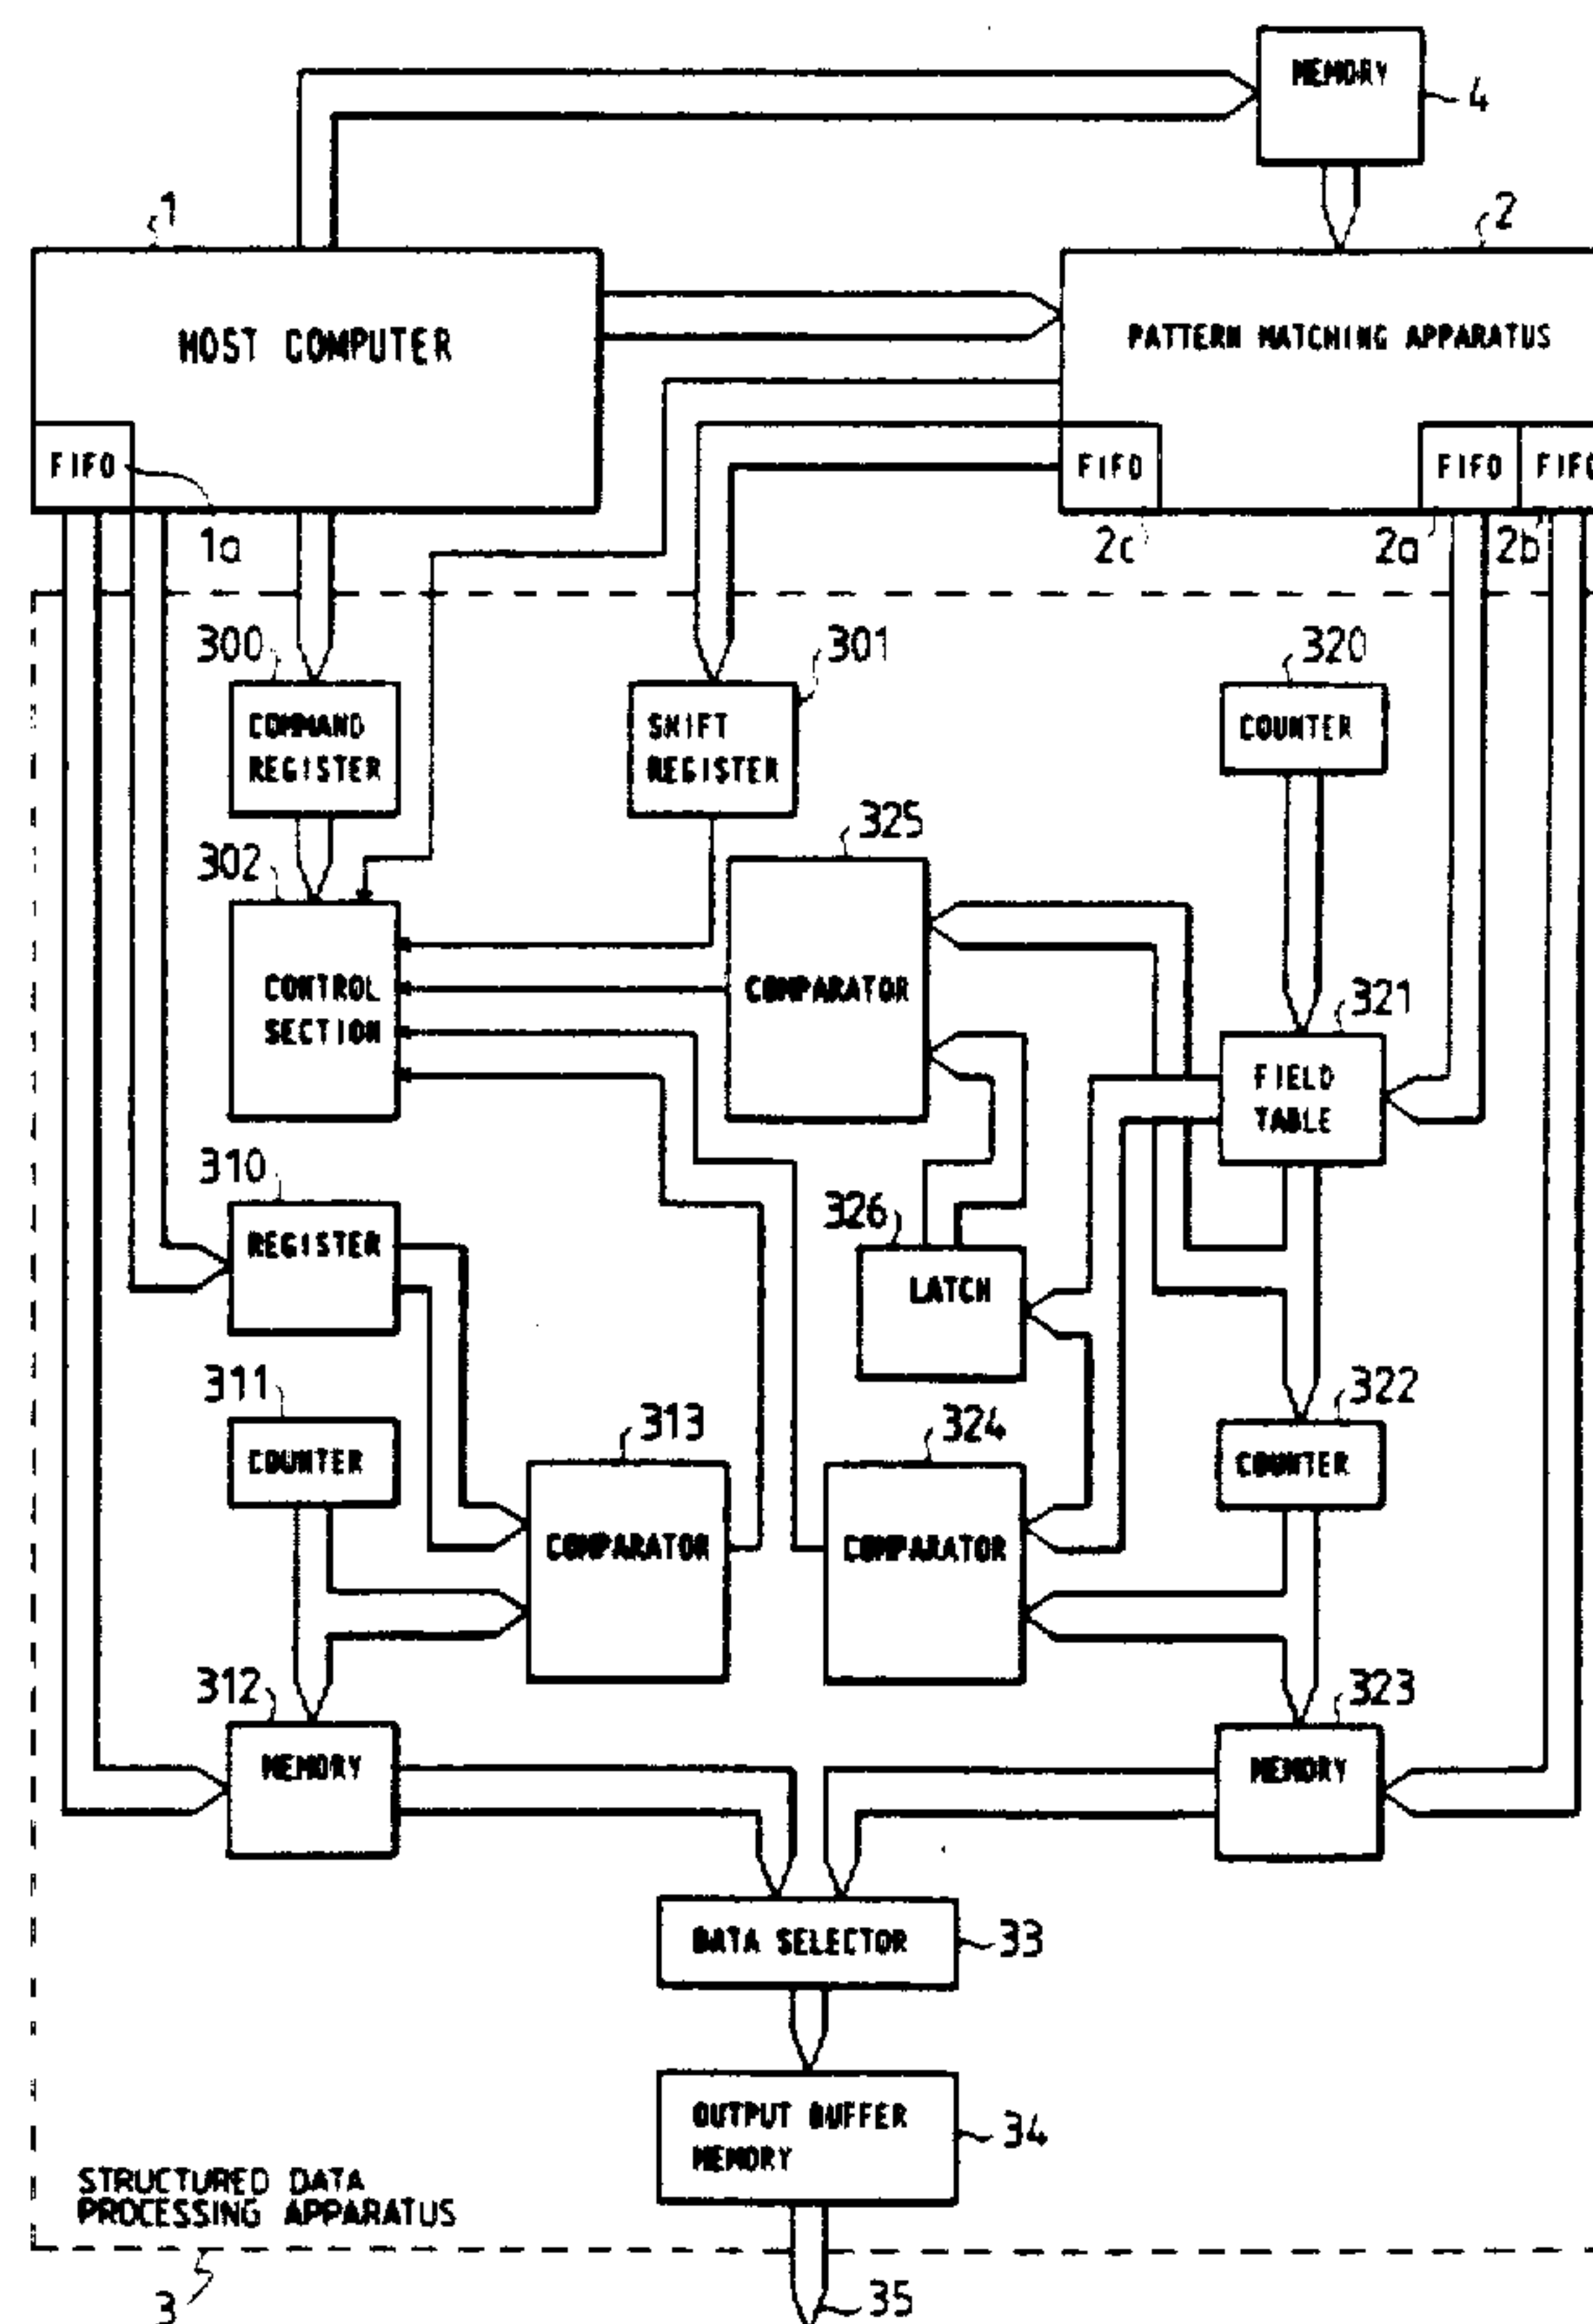 MEMORY
4
1
2
HOST COMPUTER
PATTERN MATCHING APPARATUS
FIFO
FIFO
FIFO
FIFO
1a
2c
2a
2b
300
301
320
COMMAND
REGISTER
SHIFT
REGISTER
COUNTER
325
302
CONTROL
SECTION
COMPARATOR
321
FIELD
TABLE
310
REGISTER
326
LATCH
311
COUNTER
313
COMPARATOR
324
COMPARATOR
322
COUNTER
312
MEMORY
323
MEMORY
DATA SELECTOR
33
OUTPUT BUFFER
MEMORY
34
STRUCTURED DATA
PROCESSING APPARATUS
3
35